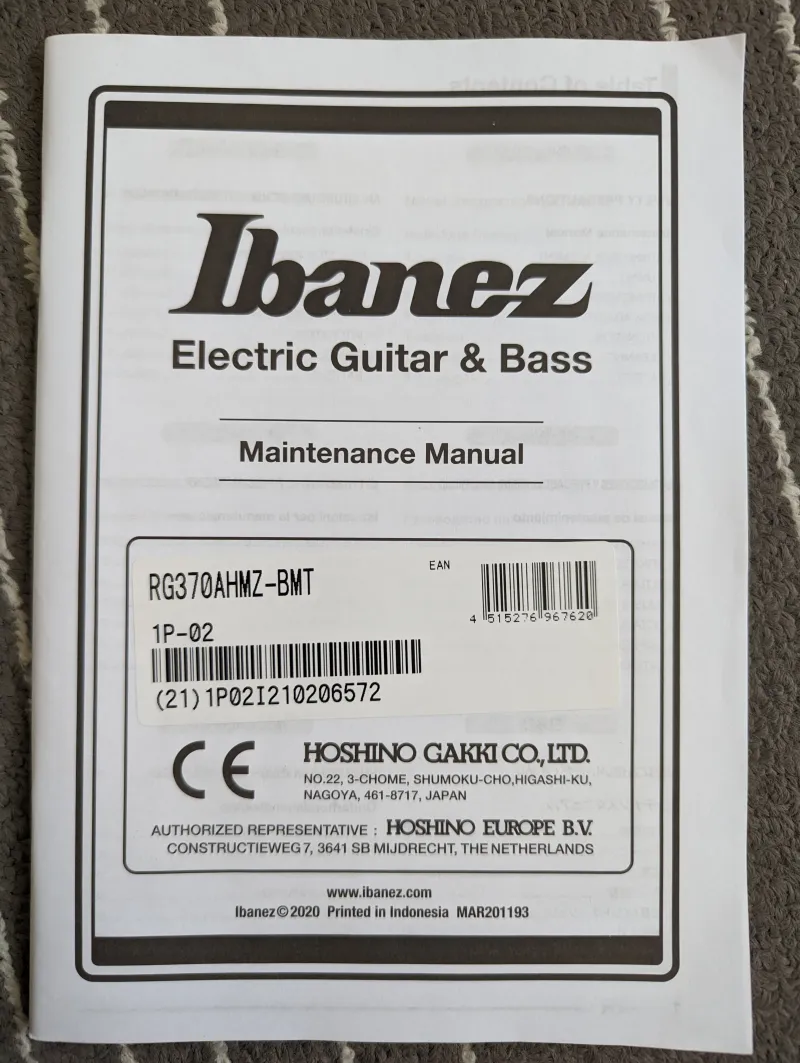 Ibanez
Electric Guitar & Bass
Maintenance Manual
RG370AHMZ-BMT
EAN
4 515276 967620
1P-02
(21)1P02I210206572
CE
HOSHINO GAKKI CO., LTD.
NO.22, 3-CHOME, SHUMOKU-CHO,HIGASHI-KU,
NAGOYA, 461-8717, JAPAN
AUTHORIZED REPRESENTATIVE : HOSHINO EUROPE B.V.
CONSTRUCTIEWEG 7, 3641 SB MIJDRECHT, THE NETHERLANDS
www.ibanez.com
Ibanez©2020 Printed in Indonesia MAR201193